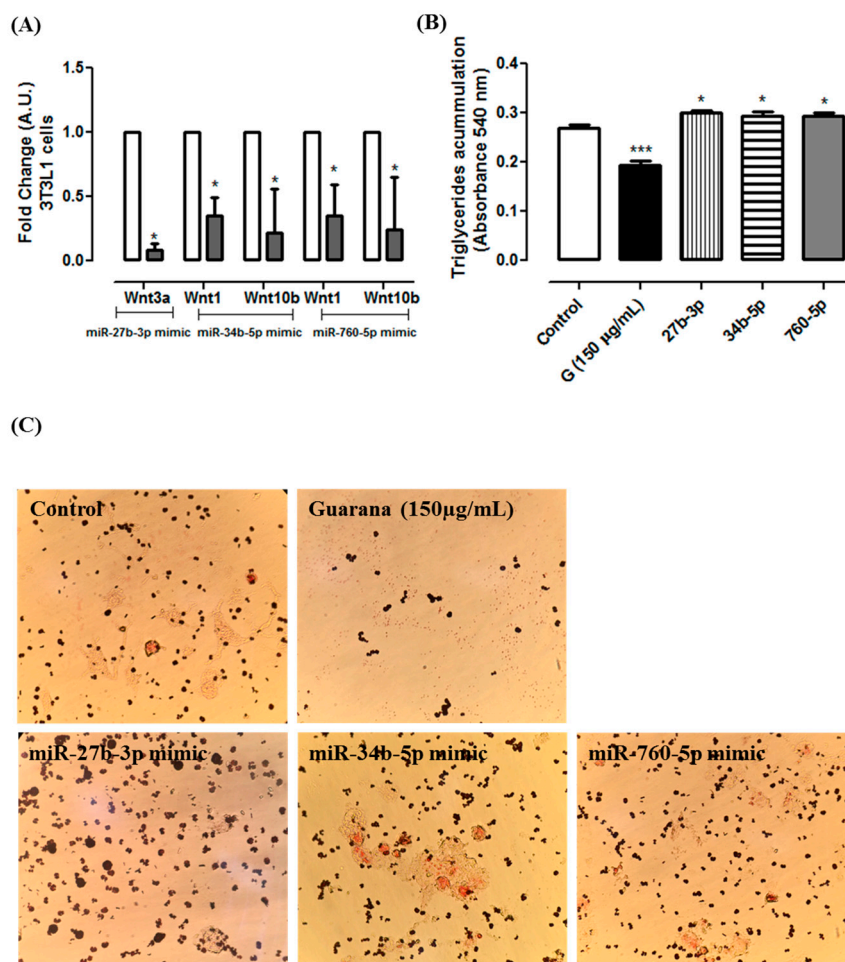 (A)
Fold Change (A.U.)
3T3L1 cells
1.5
1.0
0.5
0.0
*
*
*
*
*
Wnt3a
Wnt1
Wnt10b
Wnt1
Wnt10b
miR-27b-3p mimic
miR-34b-5p mimic
miR-760-5p mimic
(B)
Triglycerides acummulation
(Absorbance 540 nm)
0.4
0.3
0.2
0.1
0.0
***
*
*
*
Control
G (150 µg/mL)
27b-3p
34b-5p
760-5p
(C)
Control
Guarana (150µg/mL)
miR-27b-3p mimic
miR-34b-5p mimic
miR-760-5p mimic